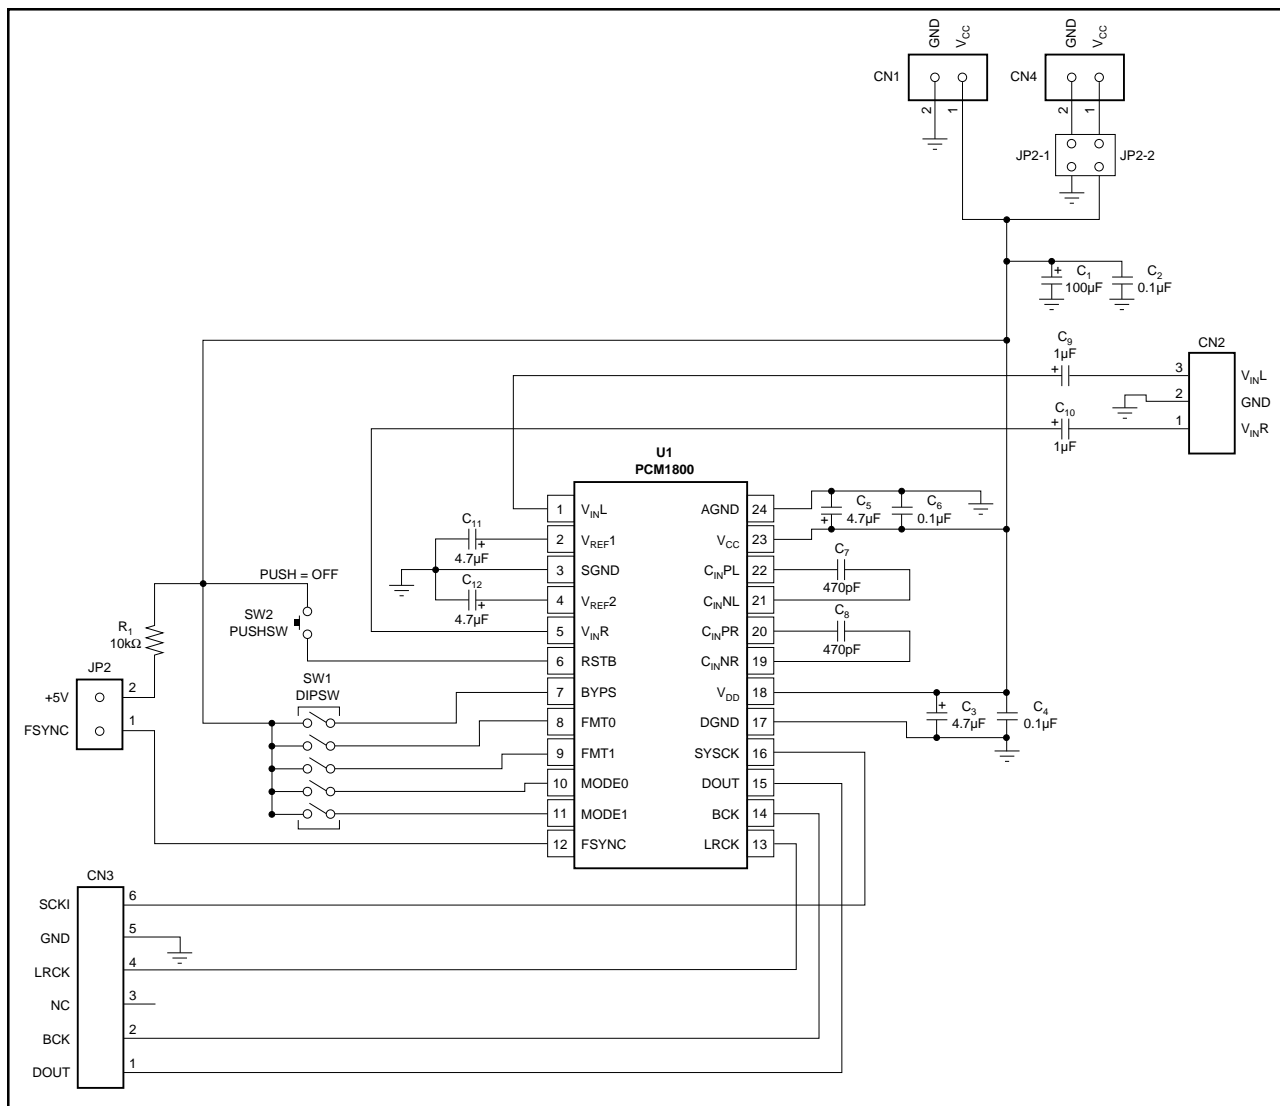 GND
VCC
GND
VCC
CN1
CN4
2
1
2
1
JP2-1
JP2-2
+ C1
100µF
C2
0.1µF
C9
1µF
+
CN2
3
VINL
2
GND
C10
+
1µF
1
VINR
U1
PCM1800
1 VINL
AGND 24
C5
4.7µF
+
C6
0.1µF
C11
+
4.7µF
2 VREF1
VCC 23
3 SGND
CINPL 22
C7
470pF
C12
+
4.7µF
4 VREF2
CINNL 21
5 VINR
CINPR 20
C8
470pF
6 RSTB
CINNR 19
7 BYPS
VDD 18
8 FMT0
DGND 17
+ C3
4.7µF
C4
0.1µF
9 FMT1
SYSCK 16
10 MODE0
DOUT 15
11 MODE1
BCK 14
12 FSYNC
LRCK 13
PUSH = OFF
SW2
PUSHSW
R1
10kΩ
SW1
DIPSW
JP2
+5V
2
FSYNC
1
CN3
SCKI
6
GND
5
LRCK
4
NC
3
BCK
2
DOUT
1